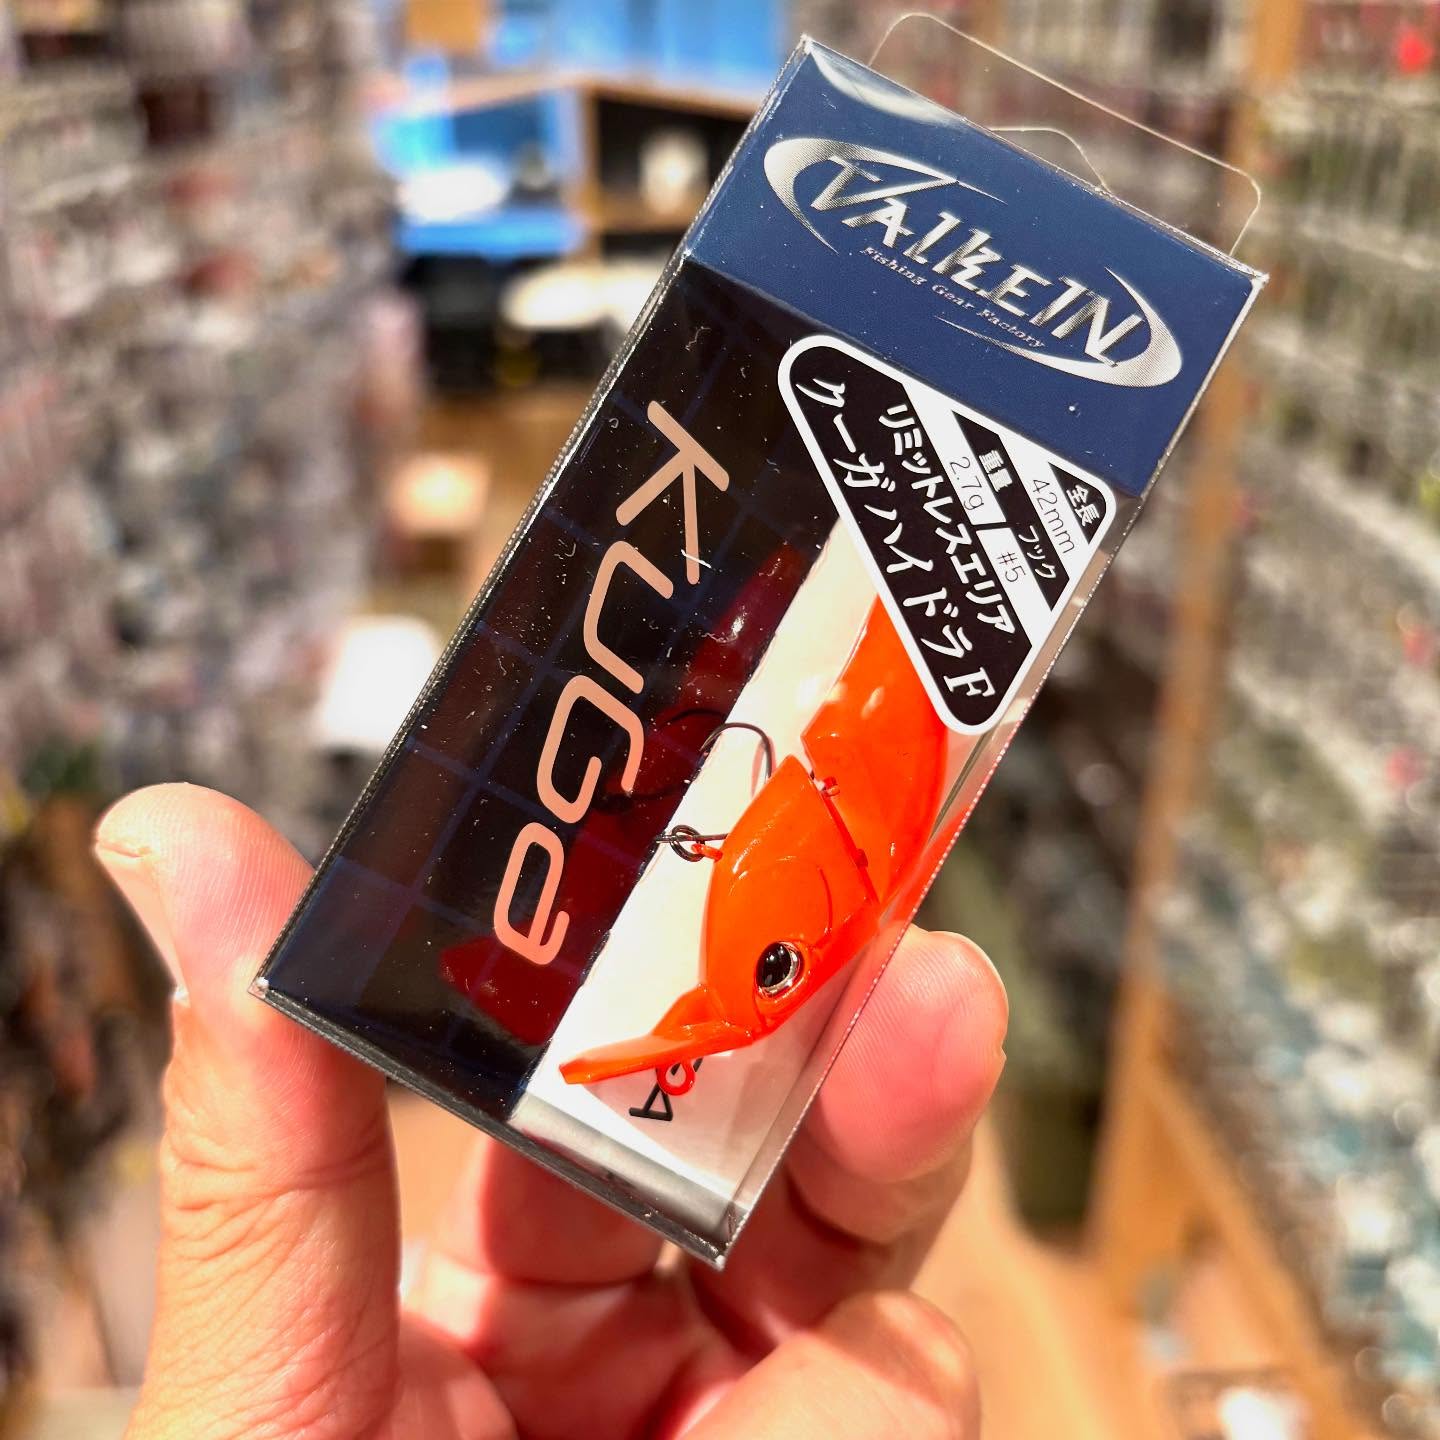 VALKEIN
Fishing Gear Factory
全長
42mm
重量
フック
2.7g
#5
リミットレスエリア
クーガハイドラF
KUGa